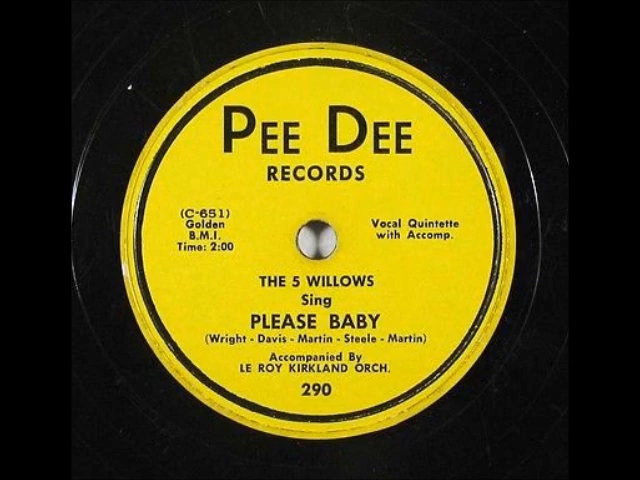 PEE DEE
RECORDS
(C-651)
Golden
B.M.I.
Time: 2:00
Vocal Quintette
with Accomp.
THE 5 WILLOWS
Sing
PLEASE BABY
(Wright - Davis - Martin - Steele - Martin)
Accompanied By
LE ROY KIRKLAND ORCH.
290